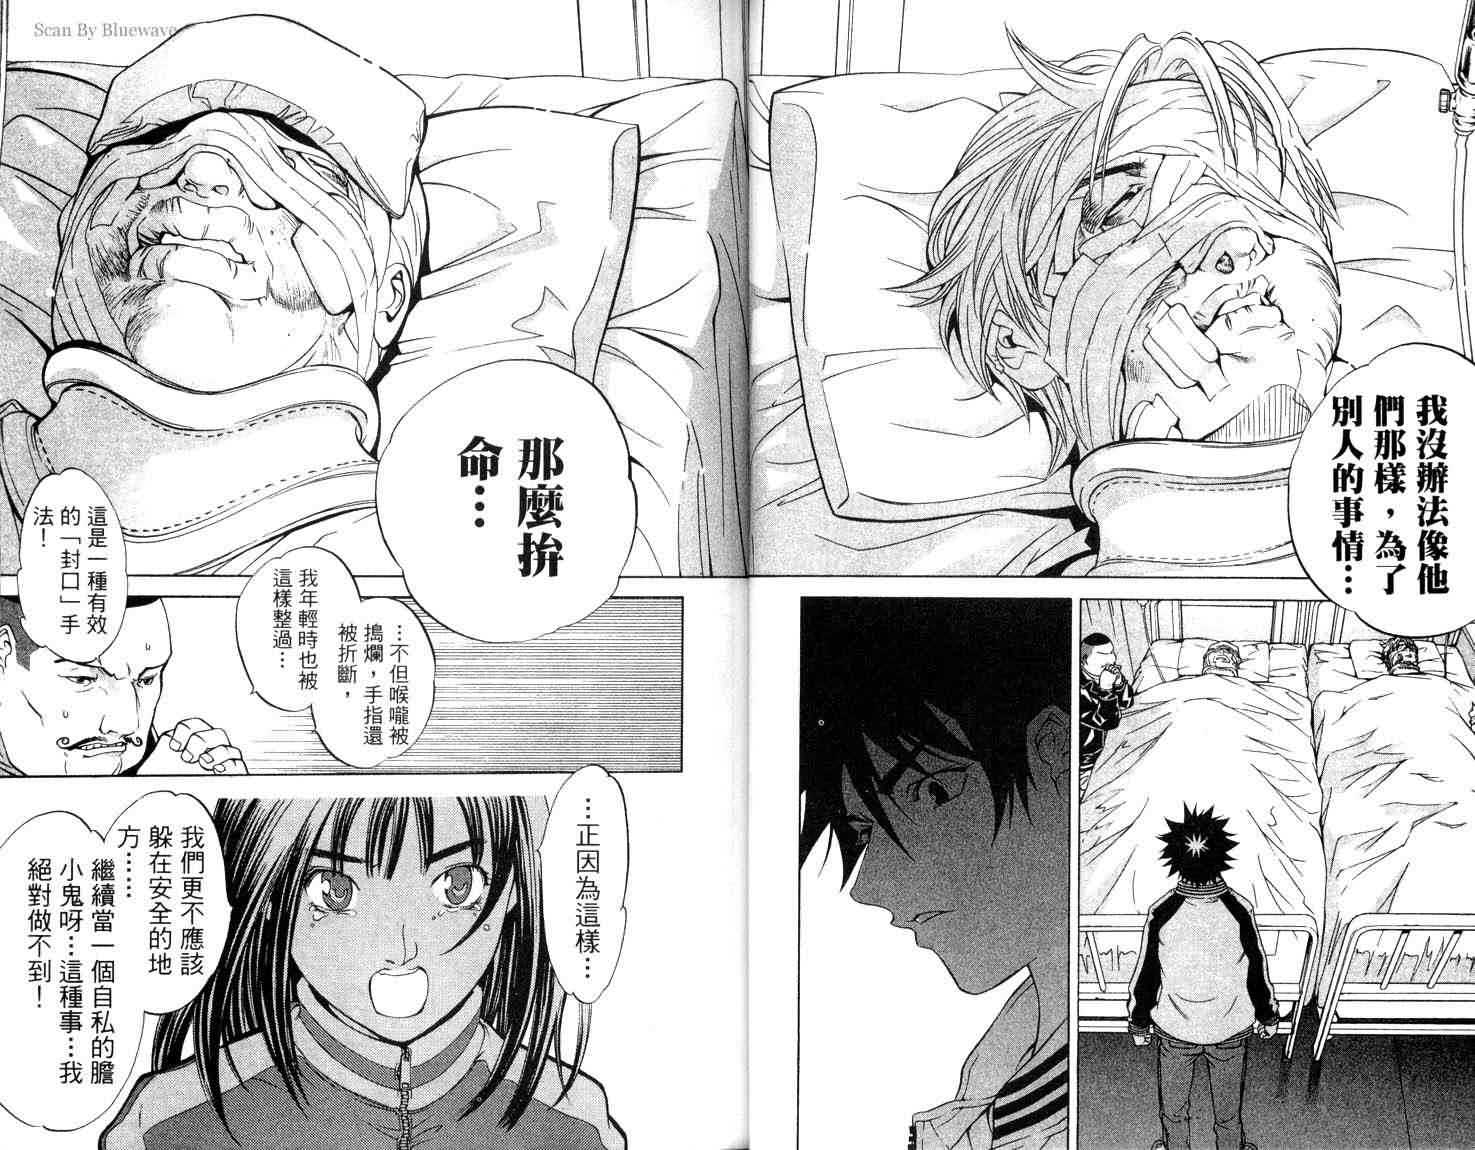 Scan By Bluewave
我沒辦法像他
們那樣，為了
別人的事情…
那麼拚
命…
…不但喉嚨被
搗爛，手指還
被折斷，
我年輕時也被
這樣整過…
這是一種有效
的「封口」手
法！
…正因為這樣…
我們更不應該
躲在安全的地
方……
繼續當一個自私的膽
小鬼呀…這種事…我
絕對做不到！